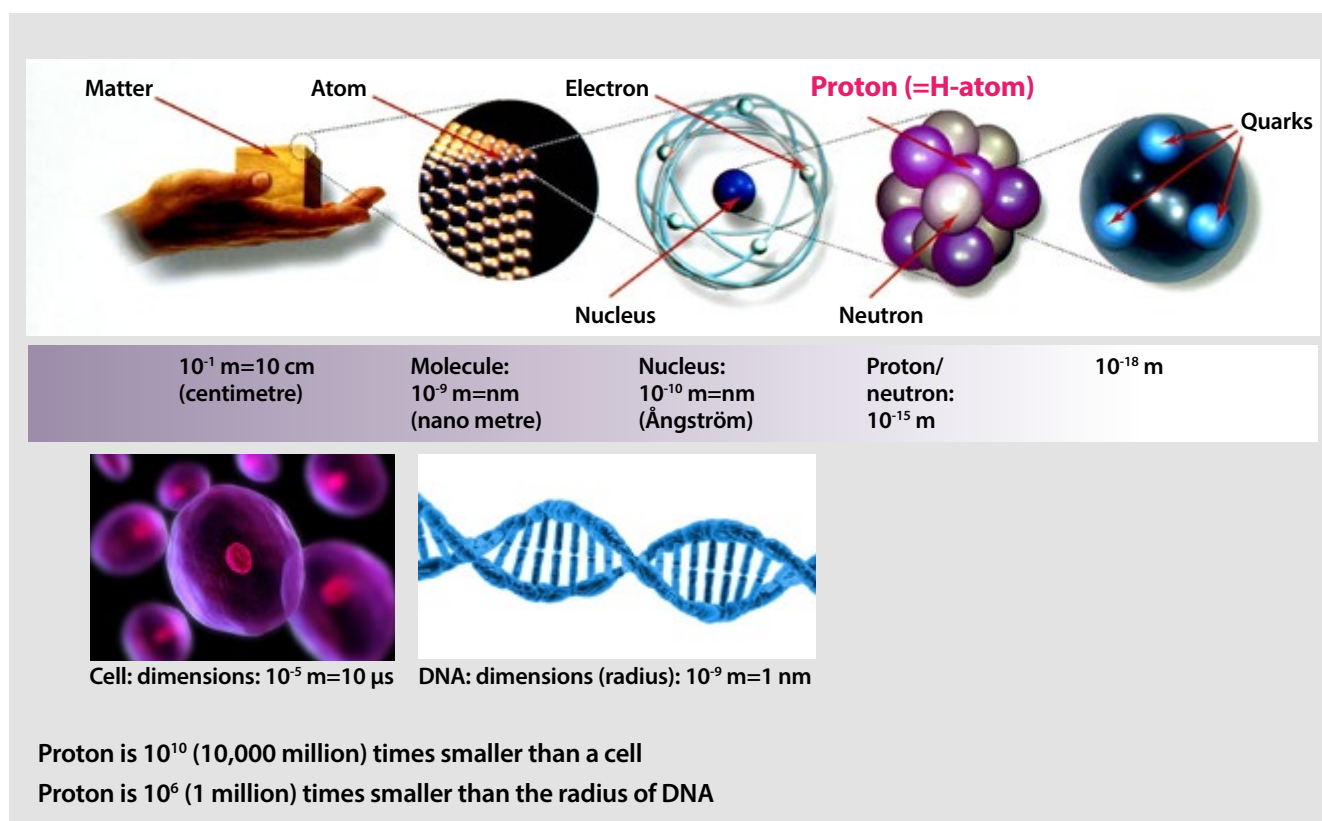 Matter
Atom
Electron
Proton (=H-atom)
Quarks
Nucleus
Neutron
10⁻¹ m=10 cm
(centimetre)
Molecule:
10⁻⁹ m=nm
(nano metre)
Nucleus:
10⁻¹⁰ m=nm
(Ångström)
Proton/
neutron:
10⁻¹⁵ m
10⁻¹⁸ m
Cell: dimensions: 10⁻⁵ m=10 µs
DNA: dimensions (radius): 10⁻⁹ m=1 nm
Proton is 10¹⁰ (10,000 million) times smaller than a cell
Proton is 10⁶ (1 million) times smaller than the radius of DNA